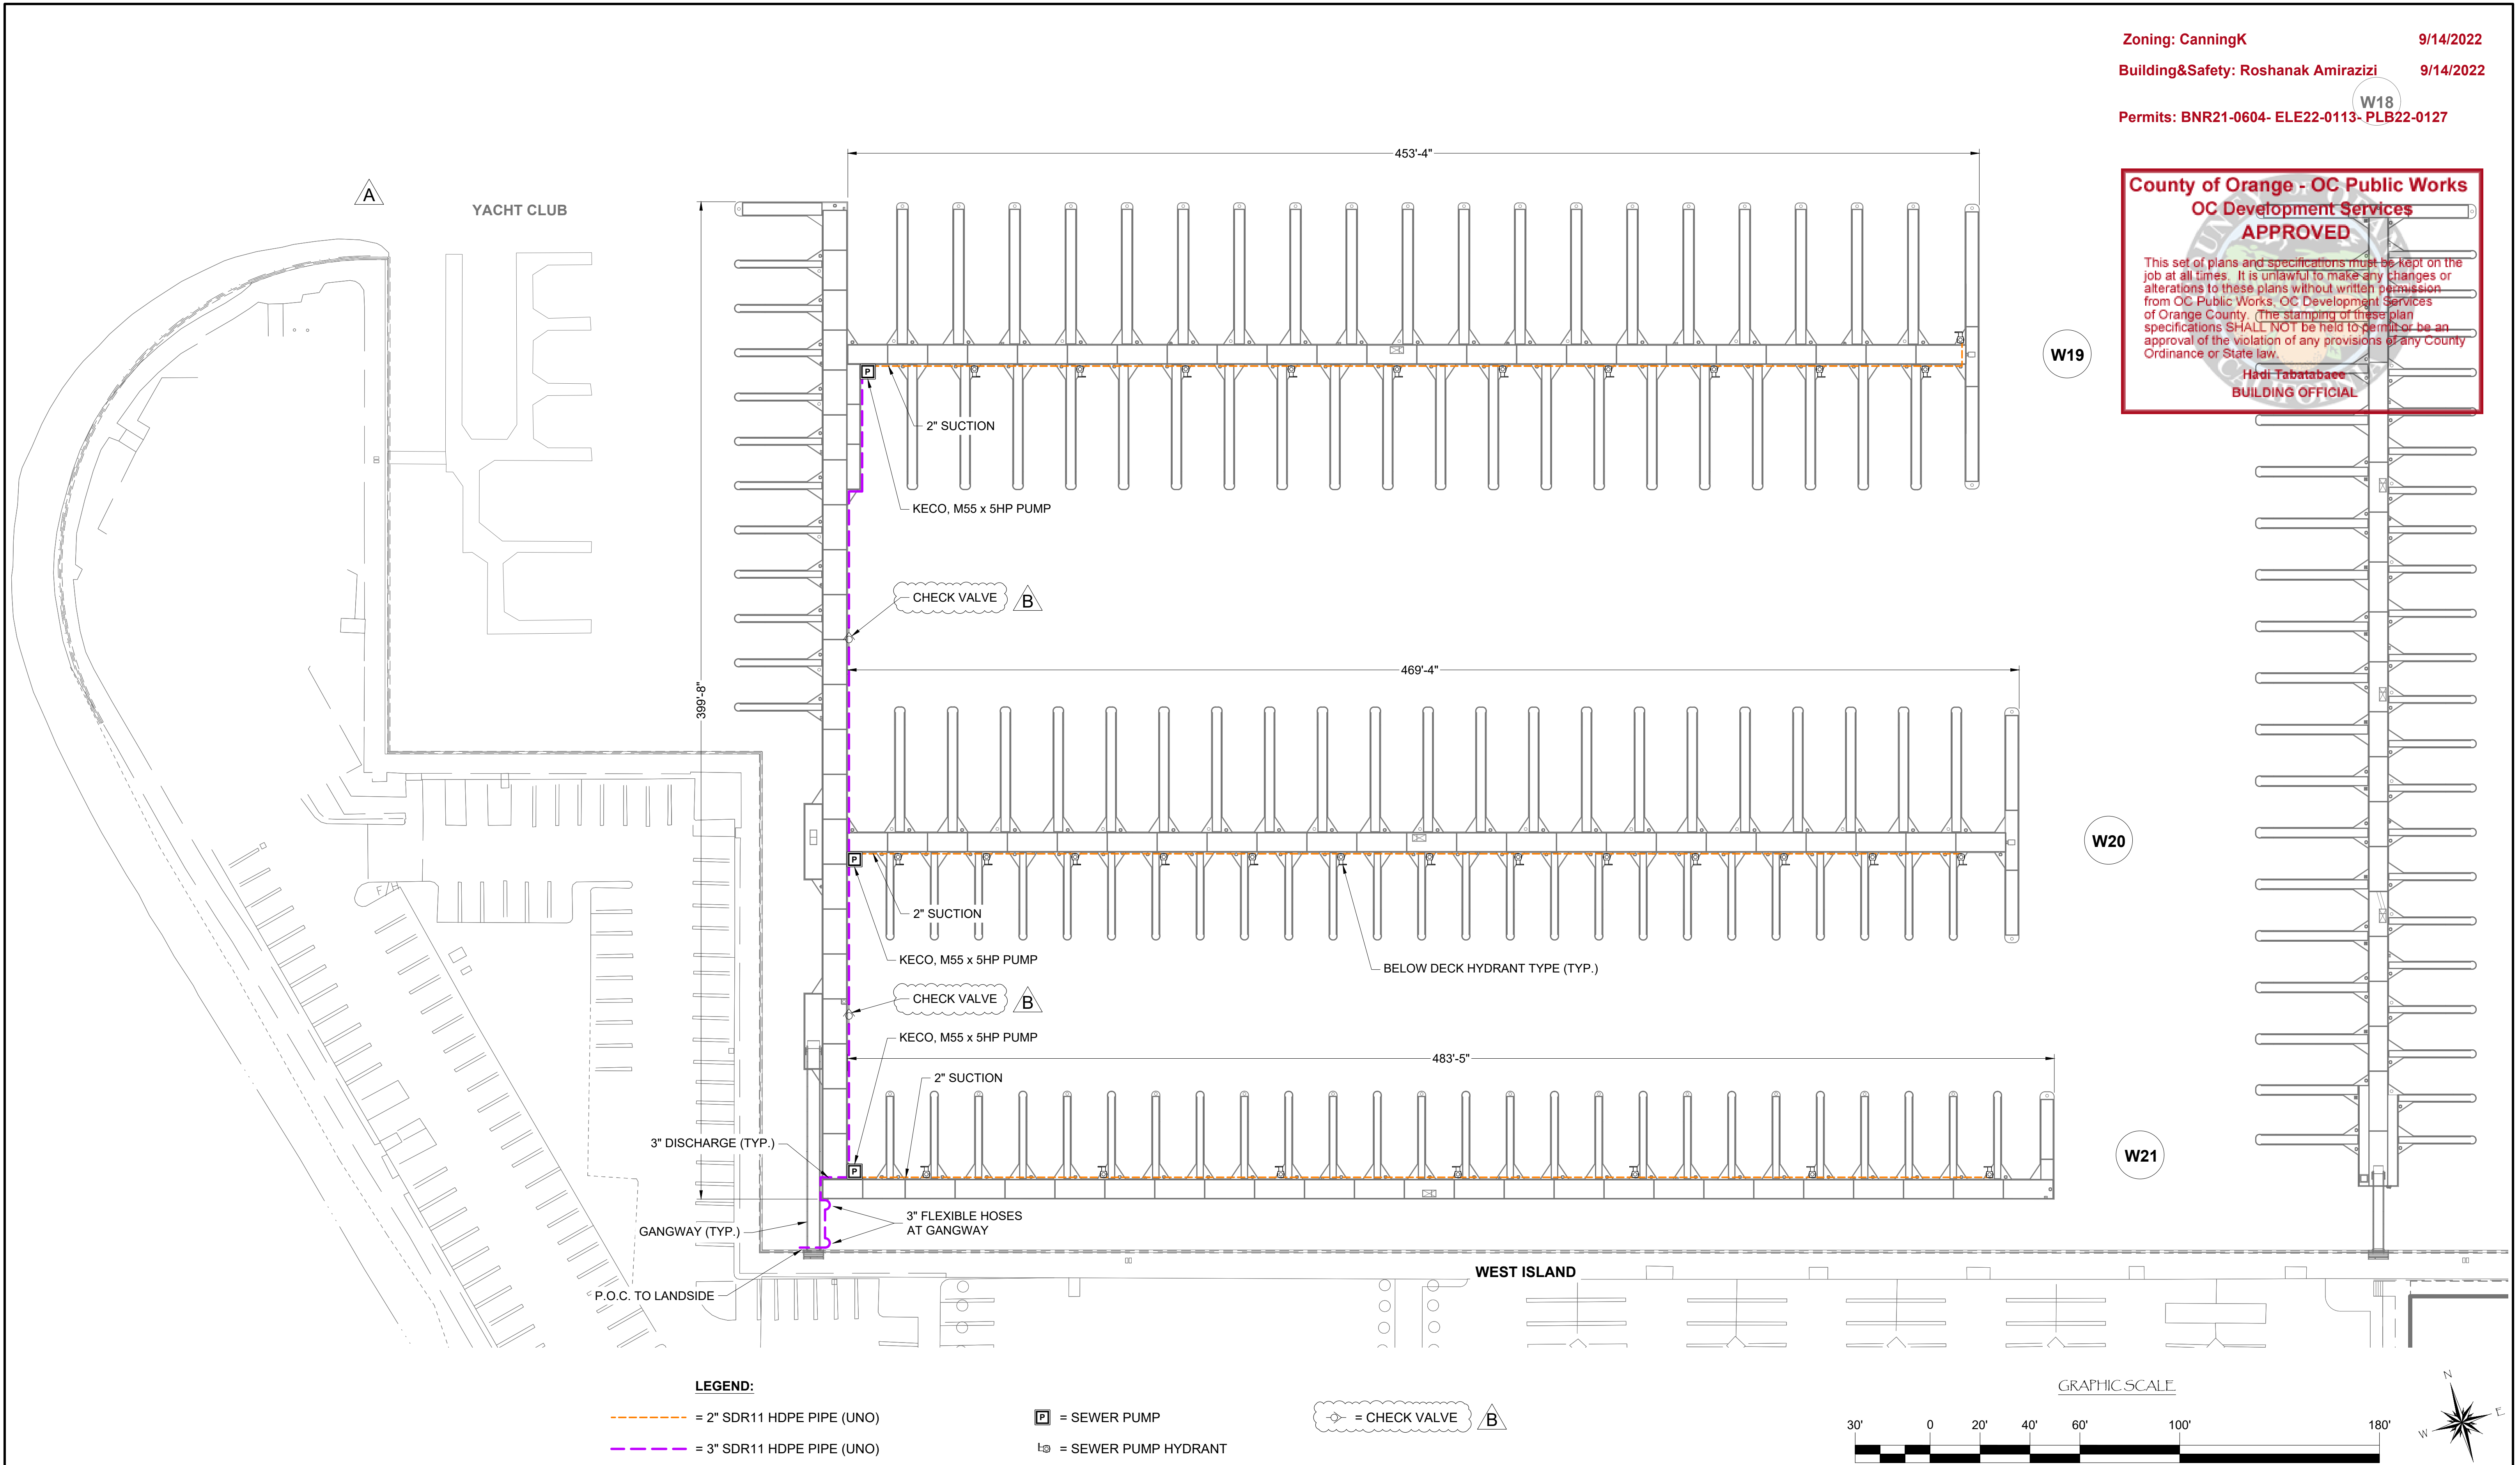 Zoning: CanningK 9/14/2022
Building&Safety: Roshanak Amirazizi 9/14/2022
W18
Permits: BNR21-0604- ELE22-0113- PLB22-0127
County of Orange - OC Public Works
OC Development Services
APPROVED
This set of plans and specifications must be kept on the
job at all times. It is unlawful to make any changes or
alterations to these plans without written permission
from OC Public Works, OC Development Services
of Orange County. The stamping of these plan
specifications SHALL NOT be held to permit or be an
approval of the violation of any provisions of any County
Ordinance or State law.
Hadi Tabatabaee
BUILDING OFFICIAL
453'-4"
A
YACHT CLUB
W19
P
2" SUCTION
KECO, M55 x 5HP PUMP
CHECK VALVE B
469'-4"
399'-8"
W20
P
2" SUCTION
KECO, M55 x 5HP PUMP
BELOW DECK HYDRANT TYPE (TYP.)
CHECK VALVE B
KECO, M55 x 5HP PUMP
483'-5"
2" SUCTION
3" DISCHARGE (TYP.)
W21
P
3" FLEXIBLE HOSES
AT GANGWAY
GANGWAY (TYP.)
WEST ISLAND
P.O.C. TO LANDSIDE
LEGEND:
= 2" SDR11 HDPE PIPE (UNO)
= 3" SDR11 HDPE PIPE (UNO)
P = SEWER PUMP
= SEWER PUMP HYDRANT
= CHECK VALVE B
GRAPHIC SCALE
30' 0 20' 40' 60' 100' 180'
N
E
W